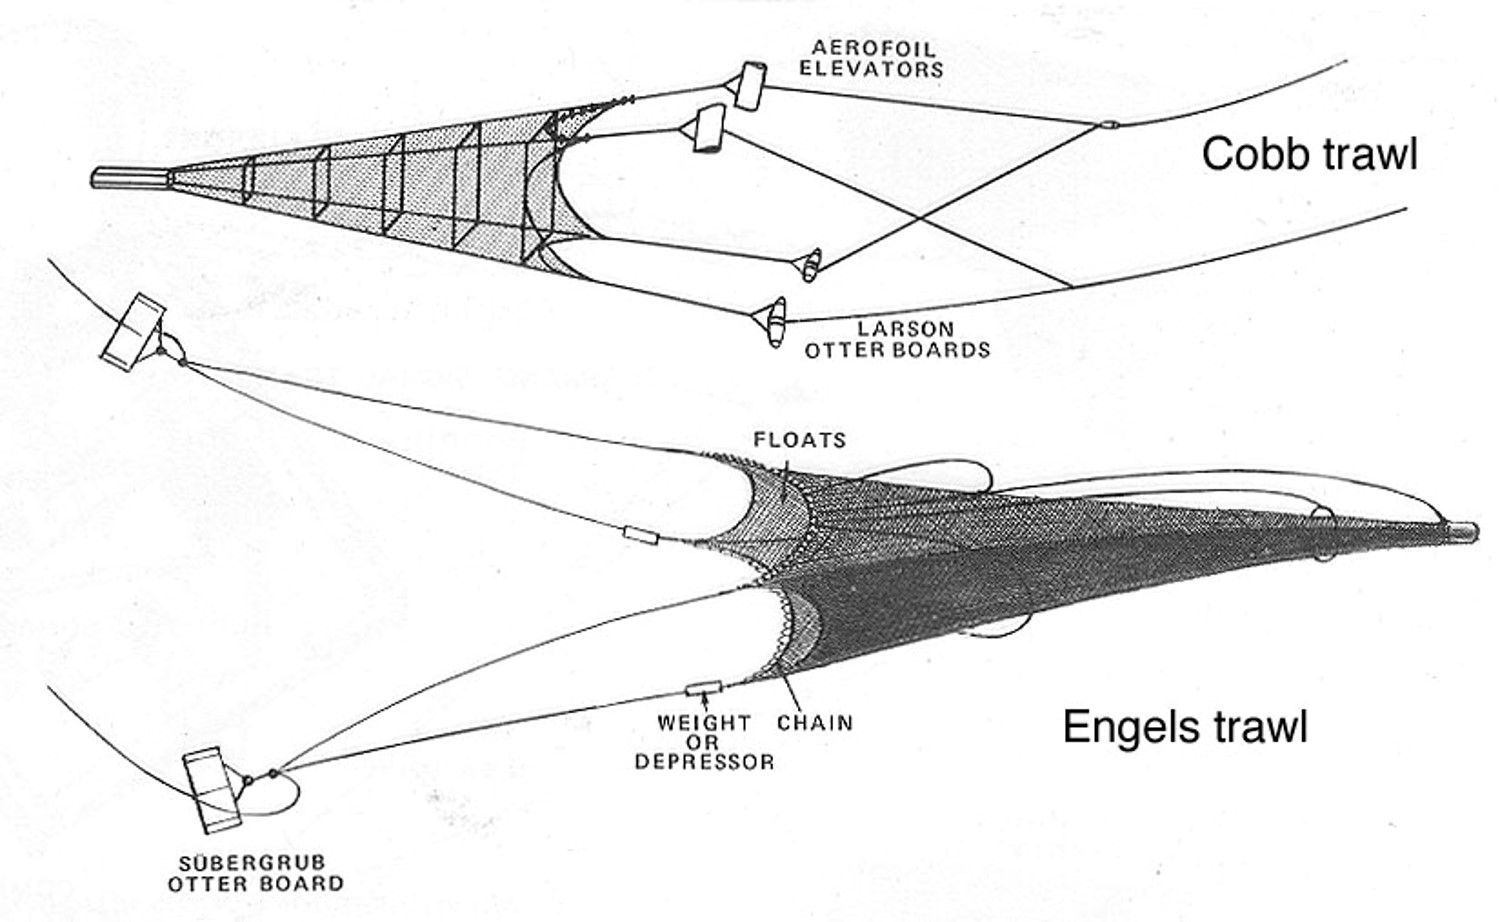 AEROFOIL
ELEVATORS
Cobb trawl
LARSON
OTTER BOARDS
FLOATS
WEIGHT
OR
DEPRESSOR
CHAIN
Engels trawl
SÜBERGRUB
OTTER BOARD